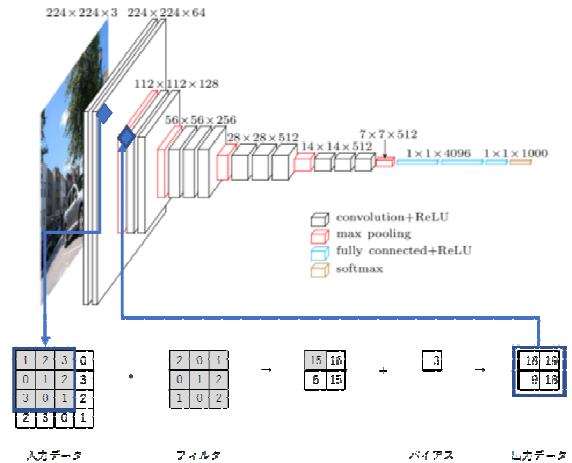 224×224×3
224×224×64
112×112×128
56×56×256
28×28×512
14×14×512
7×7×512
1×1×4096
1×1×1000
convolution+ReLU
max pooling
fully connected+ReLU
softmax
1 2 3 0
0 1 2 3
3 0 1 2
2 3 0 1
・
2 0 1
0 1 2
1 0 2
→
15 16
6 15
+
3
→
18 19
9 18
入力データ
フィルタ
バイアス
出力データ